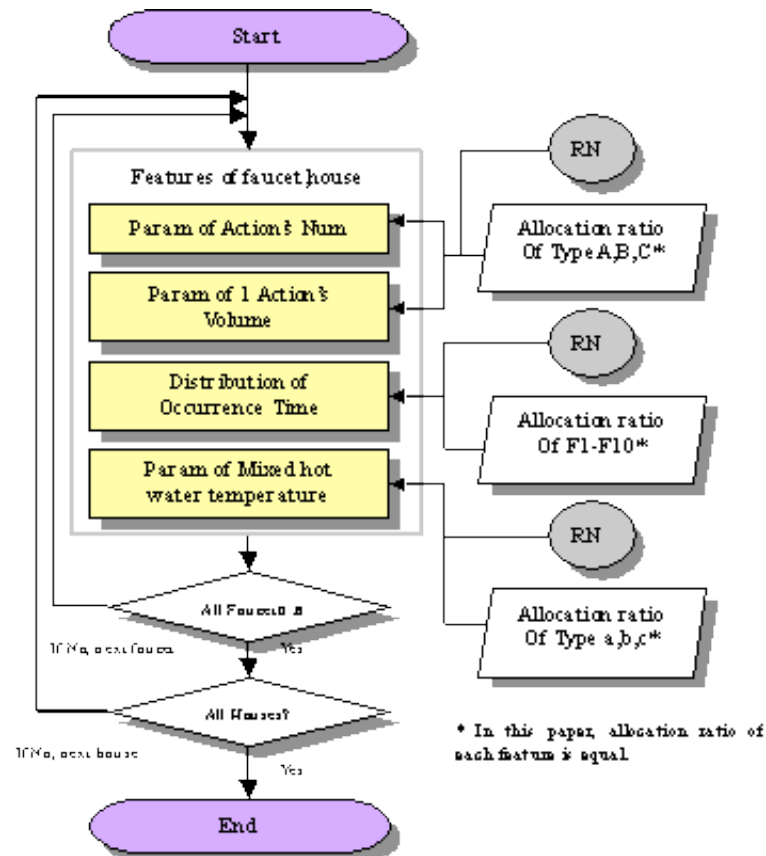 Start
Features of faucet,house
Param of Action's Num
Param of 1 Action's
Volume
Distribution of
Occurrence Time
Param of Mixed hot
water temperature
RN
Allocation ratio
Of Type A,B,C*
RN
Allocation ratio
Of F1-F10*
RN
Allocation ratio
Of Type a,b,c*
All
If No, next faucet
Yes
All Houses?
If No, next house
Yes
End
* In this paper, allocation ratio of
each feature is equal.